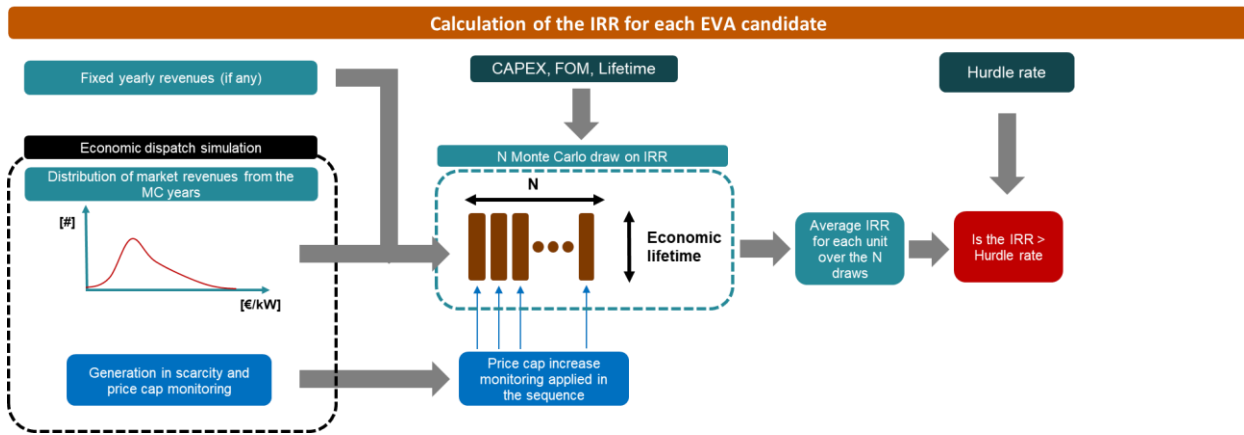 Calculation of the IRR for each EVA candidate
Fixed yearly revenues (if any)
CAPEX, FOM, Lifetime
Hurdle rate
Economic dispatch simulation
N Monte Carlo draw on IRR
Distribution of market revenues from the
MC years
[#]
[€/kW]
N
Economic
lifetime
Average IRR
for each unit
over the N
draws
Is the IRR >
Hurdle rate
Generation in scarcity and
price cap monitoring
Price cap increase
monitoring applied in
the sequence